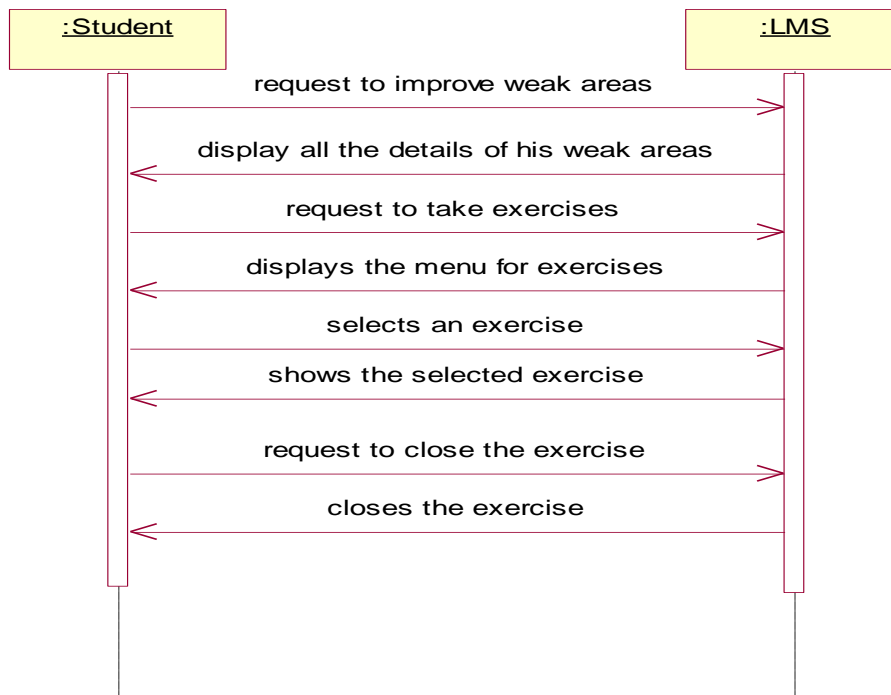 :Student
:LMS
request to improve weak areas
display all the details of his weak areas
request to take exercises
displays the menu for exercises
selects an exercise
shows the selected exercise
request to close the exercise
closes the exercise